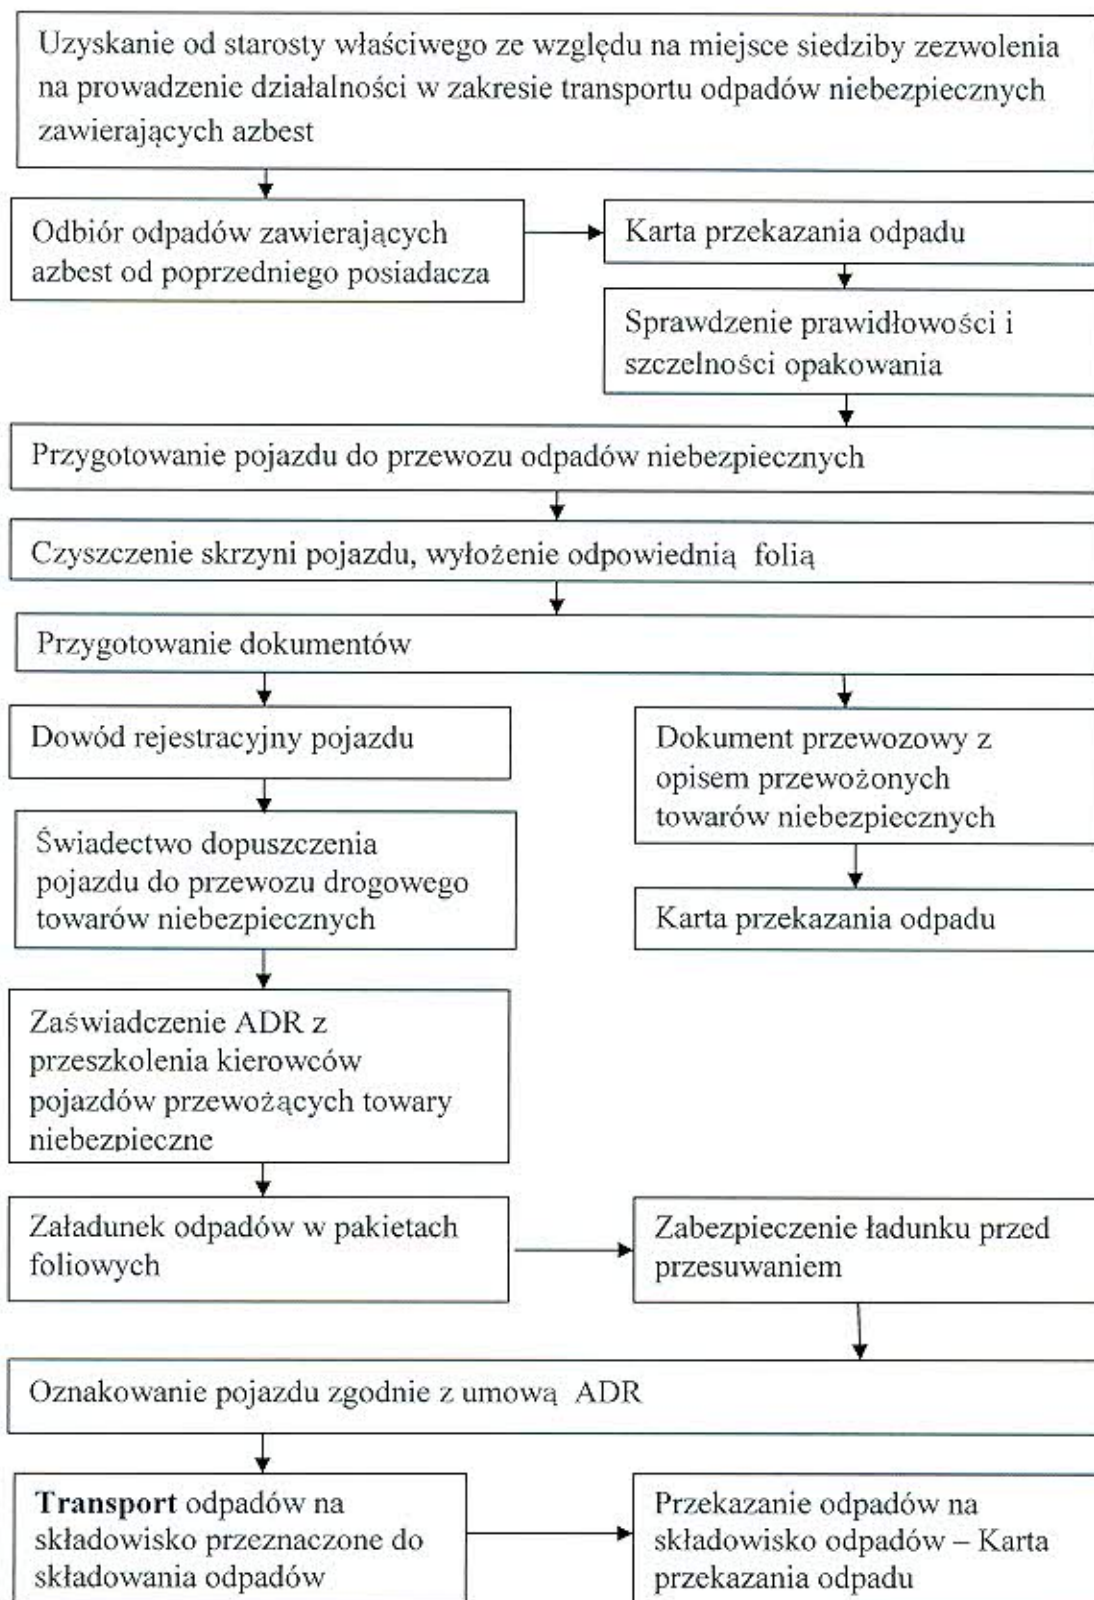 Uzyskanie od starosty właściwego ze względu na miejsce siedziby zezwolenia
na prowadzenie działalności w zakresie transportu odpadów niebezpiecznych
zawierających azbest
Odbiór odpadów zawierających
azbest od poprzedniego posiadacza
Karta przekazania odpadu
Sprawdzenie prawidłowości i
szczelności opakowania
Przygotowanie pojazdu do przewozu odpadów niebezpiecznych
Czyszczenie skrzyni pojazdu, wyłożenie odpowiednią folią
Przygotowanie dokumentów
Dowód rejestracyjny pojazdu
Świadectwo dopuszczenia
pojazdu do przewozu drogowego
towarów niebezpiecznych
Zaświadczenie ADR z
przeszkolenia kierowców
pojazdów przewożących towary
niebezpieczne
Dokument przewozowy z
opisem przewożonych
towarów niebezpiecznych
Karta przekazania odpadu
Załadunek odpadów w pakietach
foliowych
Zabezpieczenie ładunku przed
przesuwaniem
Oznakowanie pojazdu zgodnie z umową ADR
Transport odpadów na
składowisko przeznaczone do
składowania odpadów
Przekazanie odpadów na
składowisko odpadów – Karta
przekazania odpadu